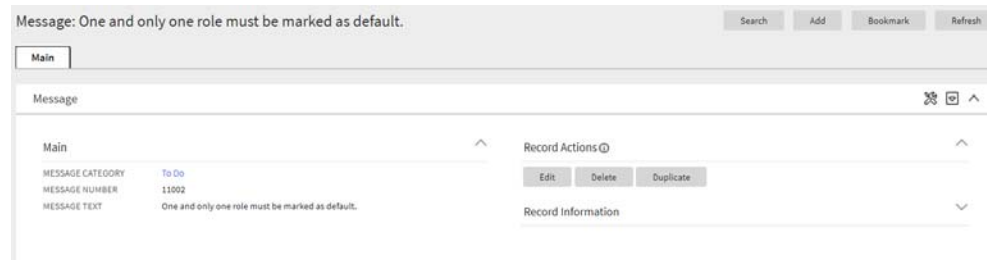 Message: One and only one role must be marked as default.
Search Add Bookmark Refresh
Main
Message
Main
MESSAGE CATEGORY To Do
MESSAGE NUMBER 11002
MESSAGE TEXT One and only one role must be marked as default.
Record Actions
Edit Delete Duplicate
Record Information